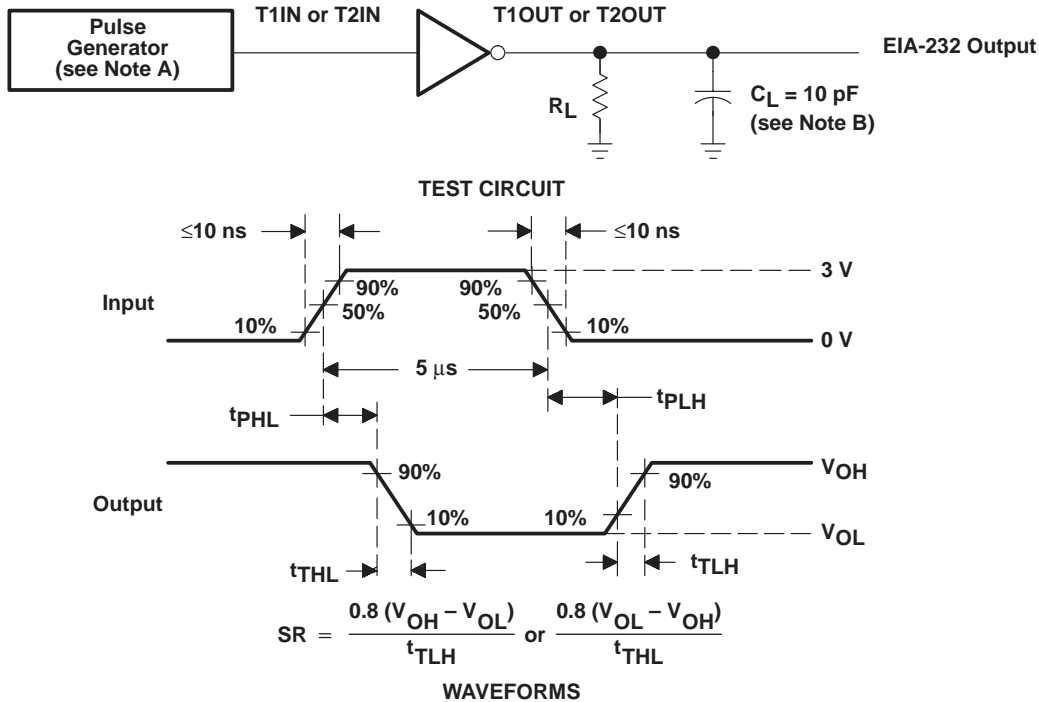 T1IN or T2IN
T1OUT or T2OUT
Pulse
Generator
(see Note A)
EIA-232 Output
RL
CL = 10 pF
(see Note B)
TEST CIRCUIT
≤10 ns
≤10 ns
3 V
90%
90%
Input
50%
50%
10%
10%
0 V
5 μs
tPHL
tPLH
VOH
90%
90%
Output
10%
10%
VOL
tTHL
tTLH
SR = 0.8 (VOH – VOL) / tTLH or 0.8 (VOL – VOH) / tTHL
WAVEFORMS